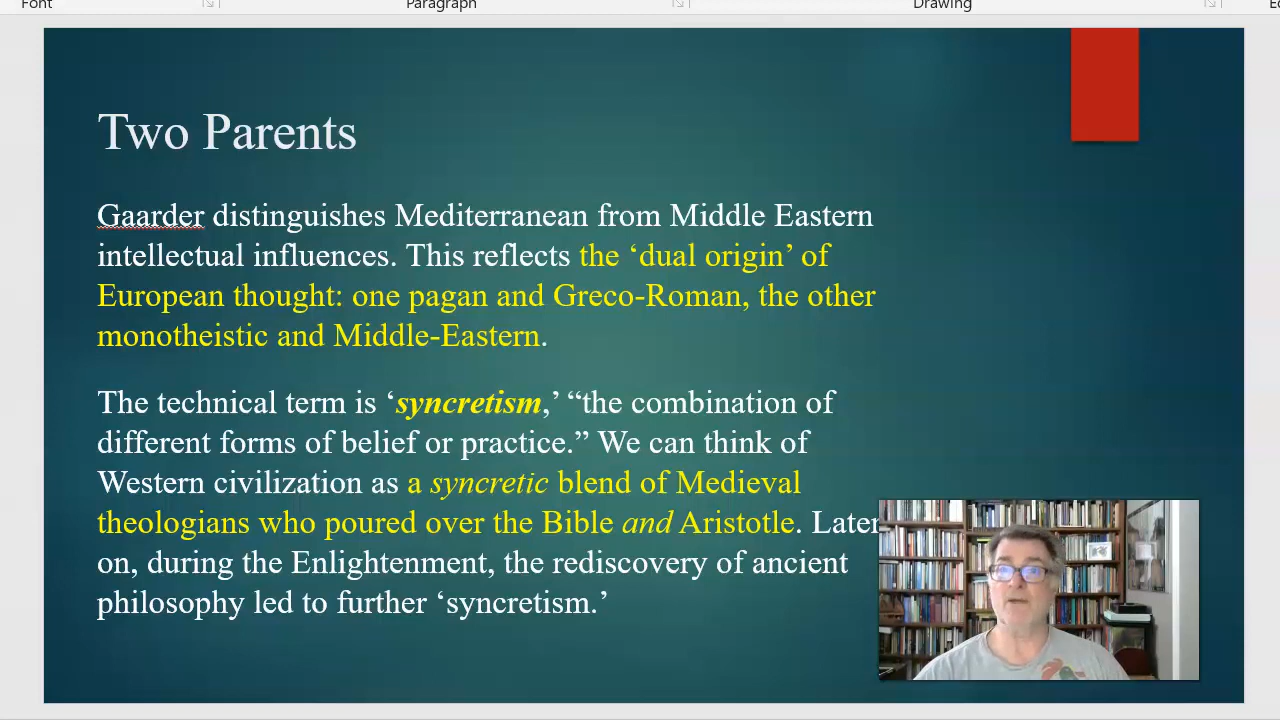 Font Paragraph Drawing
Two Parents
Gaarder distinguishes Mediterranean from Middle Eastern
intellectual influences. This reflects the ‘dual origin’ of
European thought: one pagan and Greco-Roman, the other
monotheistic and Middle-Eastern.
The technical term is ‘syncretism,’ “the combination of
different forms of belief or practice.” We can think of
Western civilization as a syncretic blend of Medieval
theologians who poured over the Bible and Aristotle. Later
on, during the Enlightenment, the rediscovery of ancient
philosophy led to further ‘syncretism.’